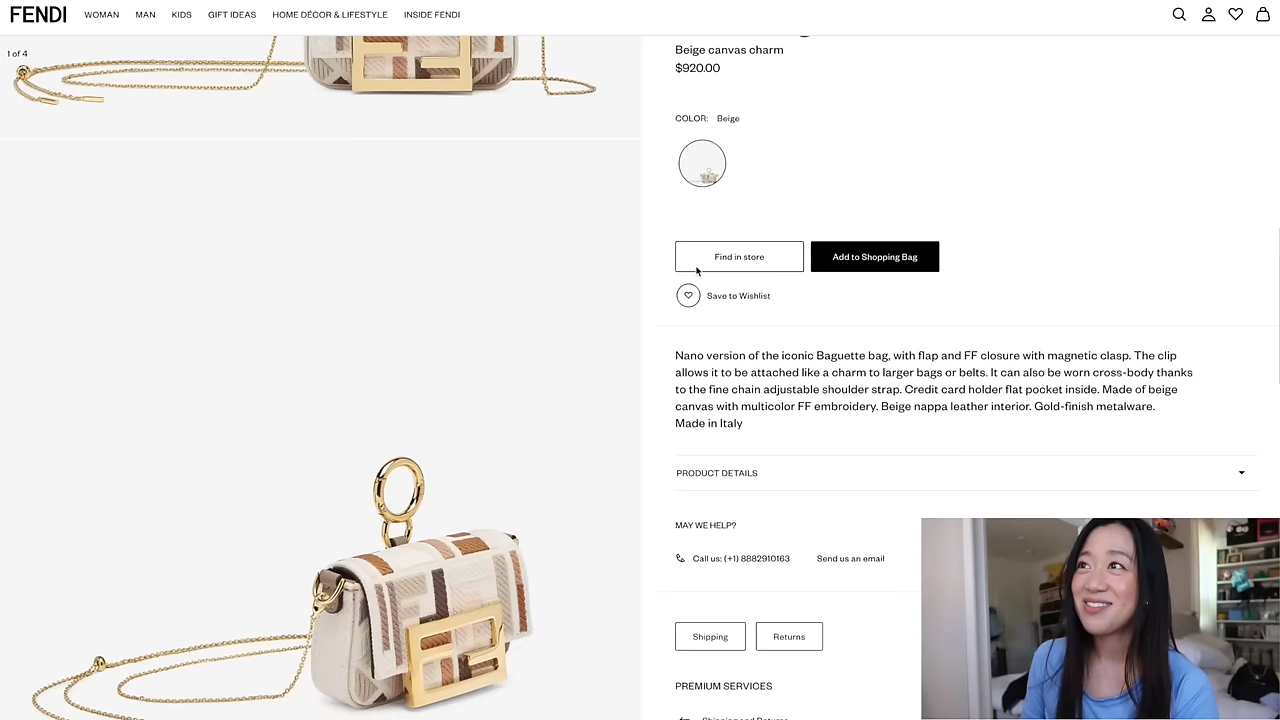 FENDI
WOMAN
MAN
KIDS
GIFT IDEAS
HOME DÉCOR & LIFESTYLE
INSIDE FENDI
1 of 4
Beige canvas charm
$920.00
COLOR: Beige
Find in store
Add to Shopping Bag
Save to Wishlist
Nano version of the iconic Baguette bag, with flap and FF closure with magnetic clasp. The clip
allows it to be attached like a charm to larger bags or belts. It can also be worn cross-body thanks
to the fine chain adjustable shoulder strap. Credit card holder flat pocket inside. Made of beige
canvas with multicolor FF embroidery. Beige nappa leather interior. Gold-finish metalware.
Made in Italy
PRODUCT DETAILS
MAY WE HELP?
Call us: (+1) 8882910163
Send us an email
Shipping
Returns
PREMIUM SERVICES
Shipping and Returns